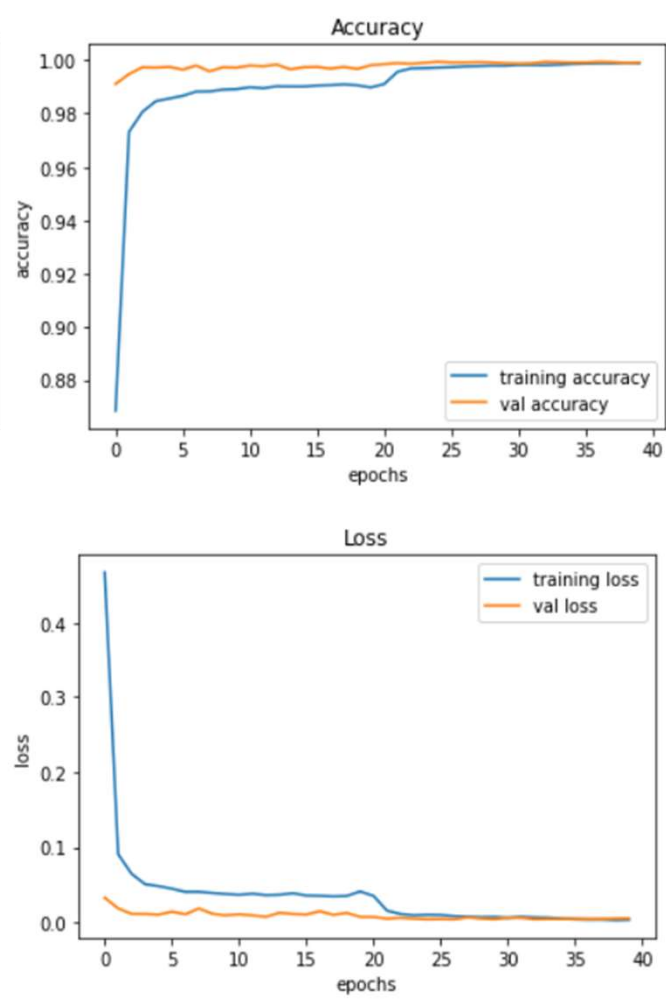 Accuracy
1.00
0.98
0.96
0.94
0.92
0.90
0.88
accuracy
training accuracy
val accuracy
0 5 10 15 20 25 30 35 40
epochs
Loss
0.4
0.3
0.2
0.1
0.0
loss
training loss
val loss
0 5 10 15 20 25 30 35 40
epochs